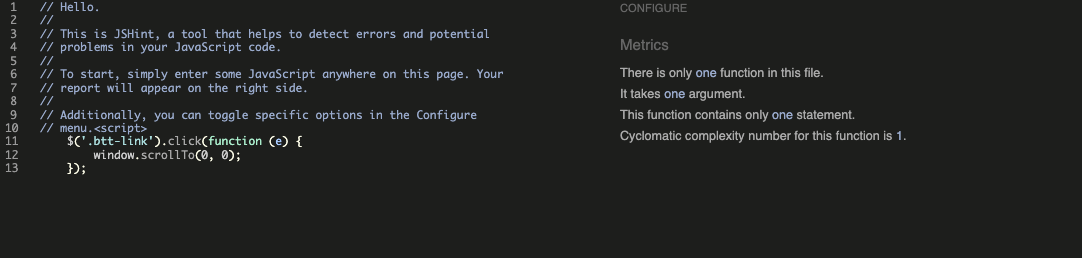 1 // Hello.
2 //
3 // This is JSHint, a tool that helps to detect errors and potential
4 // problems in your JavaScript code.
5 //
6 // To start, simply enter some JavaScript anywhere on this page. Your
7 // report will appear on the right side.
8 //
9 // Additionally, you can toggle specific options in the Configure
10 // menu.<script>
11 $('.btt-link').click(function (e) {
12 window.scrollTo(0, 0);
13 });
CONFIGURE
Metrics
There is only one function in this file.
It takes one argument.
This function contains only one statement.
Cyclomatic complexity number for this function is 1.